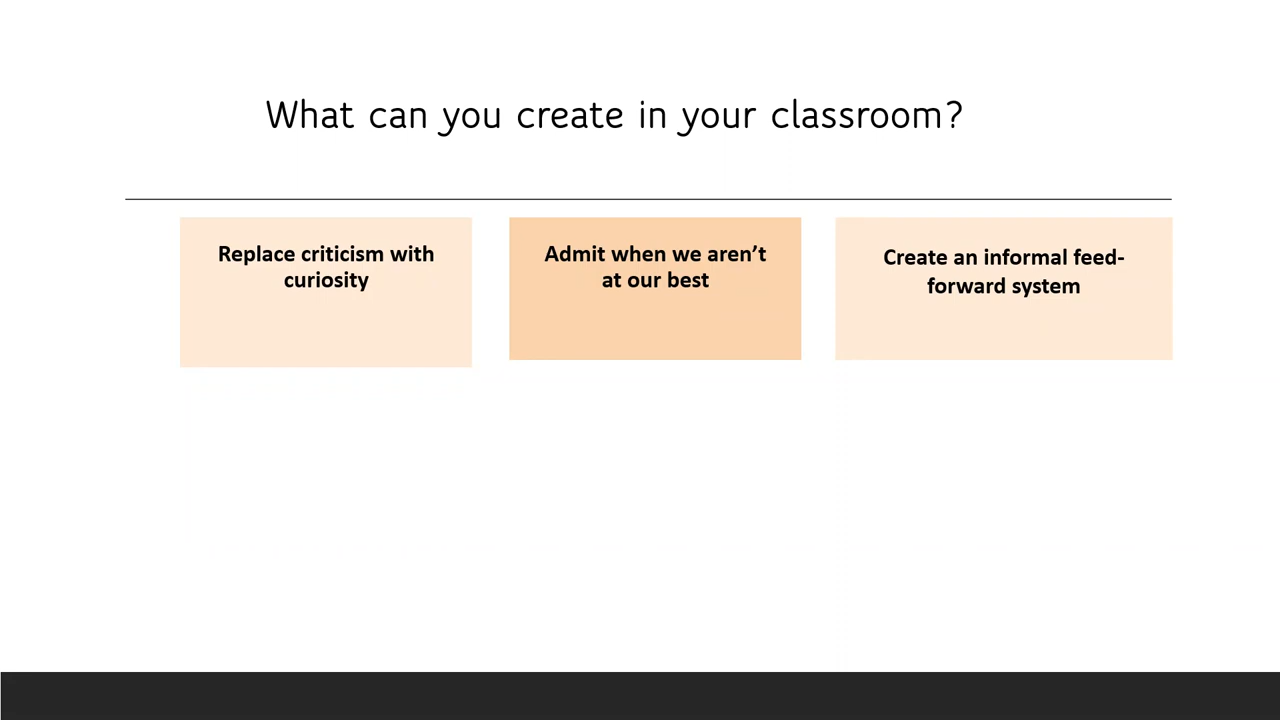 What can you create in your classroom?
Replace criticism with
curiosity
Admit when we aren’t
at our best
Create an informal feed-
forward system